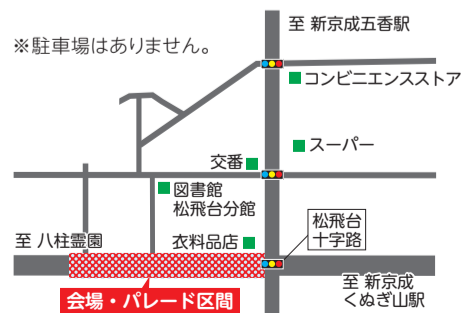 至 新京成五香駅
※駐車場はありません。
コンビニエンスストア
スーパー
交番
図書館
松飛台分館
松飛台
十字路
至 八柱霊園
衣料品店
至 新京成
くぬぎ山駅
会場・パレード区間